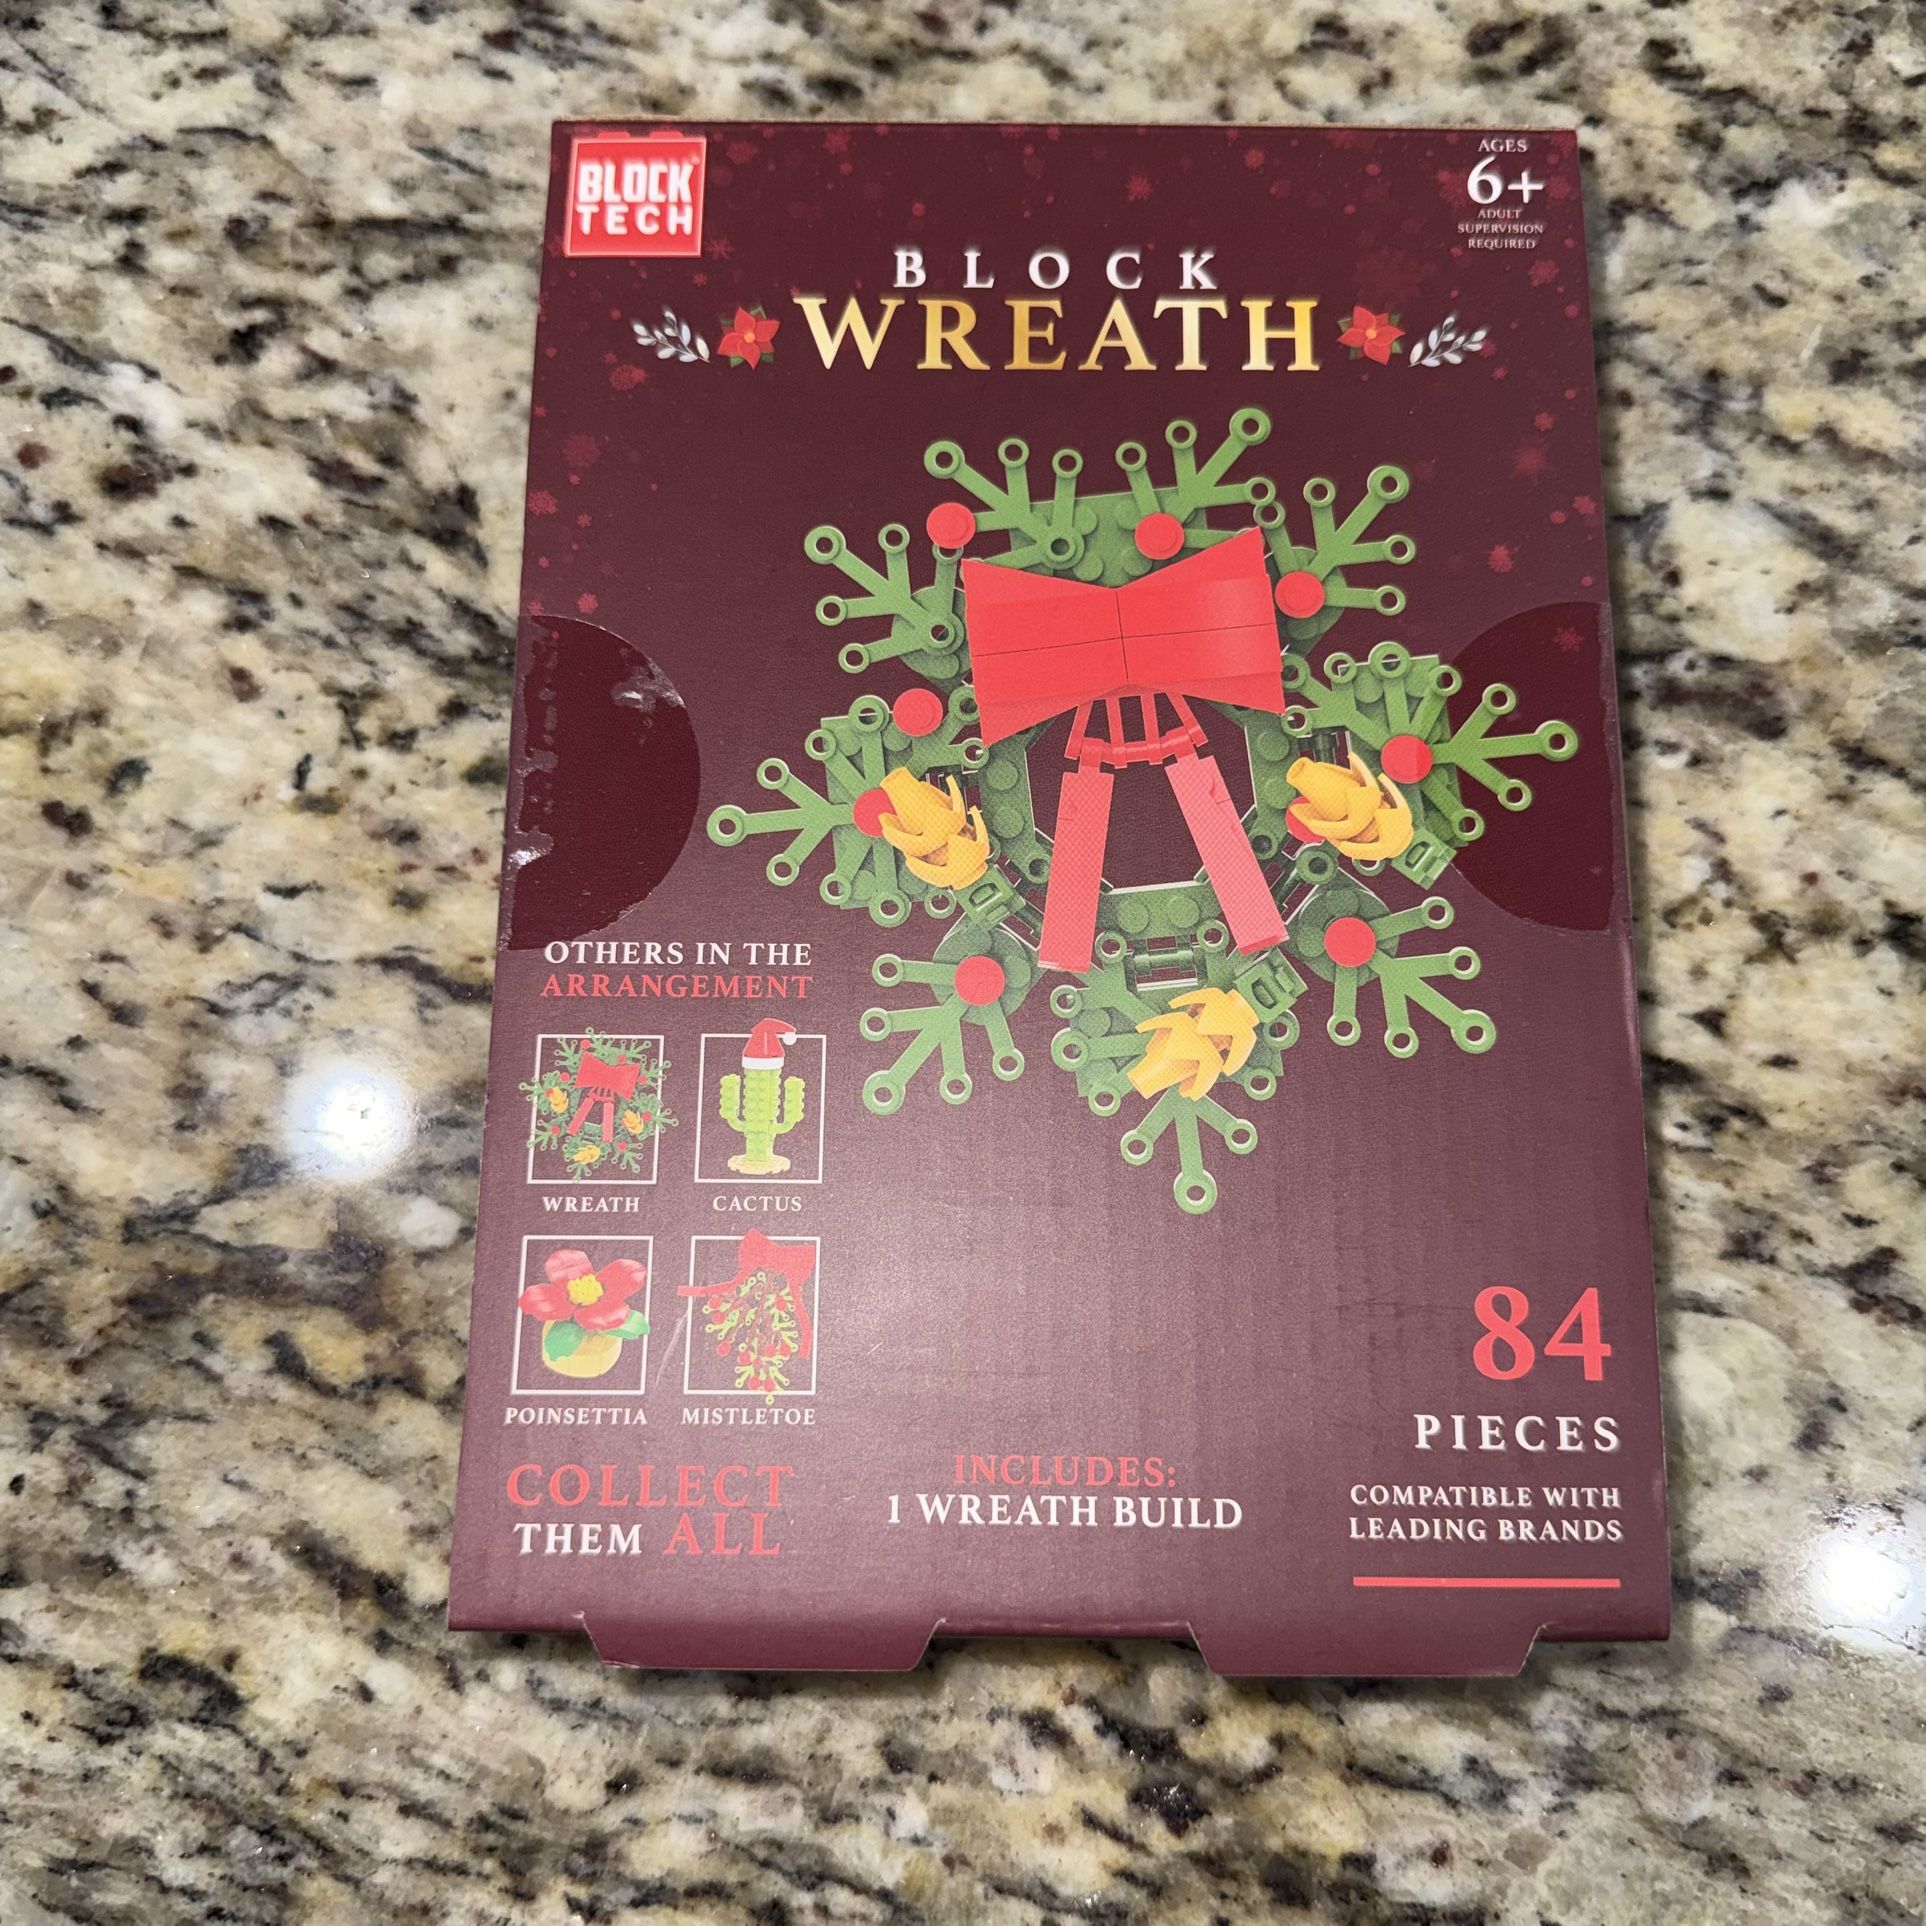 BLOCK®
TECH
AGES
6+
ADULT
SUPERVISION
REQUIRED
BLOCK
WREATH
OTHERS IN THE
ARRANGEMENT
WREATH
CACTUS
POINSETTIA
MISTLETOE
COLLECT
THEM ALL
INCLUDES:
1 WREATH BUILD
84
PIECES
COMPATIBLE WITH
LEADING BRANDS